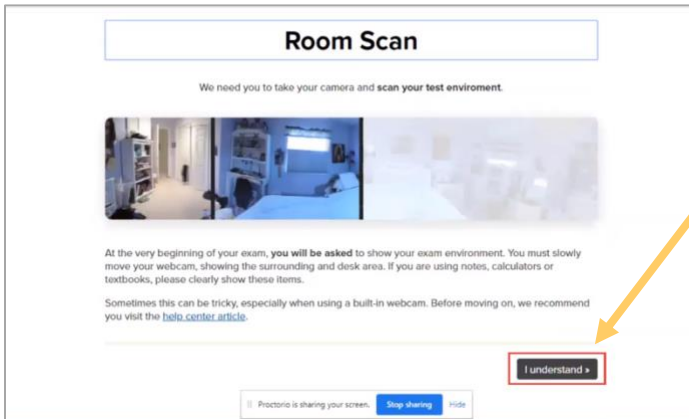 Room Scan
We need you to take your camera and scan your test enviroment.
At the very beginning of your exam, you will be asked to show your exam environment. You must slowly
move your webcam, showing the surrounding and desk area. If you are using notes, calculators or
textbooks, please clearly show these items.
Sometimes this can be tricky, especially when using a built-in webcam. Before moving on, we recommend
you visit the help center article.
I understand »
Proctorio is sharing your screen. Stop sharing Hide